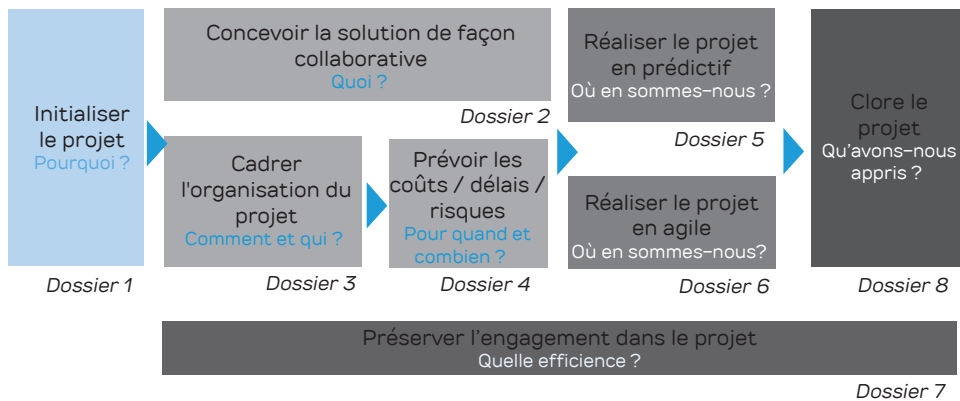 Initialiser
le projet
Pourquoi ?
Dossier 1
Concevoir la solution de façon
collaborative
Quoi ?
Dossier 2
Cadrer
l'organisation du
projet
Comment et qui ?
Dossier 3
Prévoir les
coûts / délais /
risques
Pour quand et
combien ?
Dossier 4
Réaliser le projet
en prédictif
Où en sommes-nous ?
Dossier 5
Réaliser le projet
en agile
Où en sommes-nous?
Dossier 6
Clore le
projet
Qu'avons-nous
appris ?
Dossier 8
Préserver l'engagement dans le projet
Quelle efficience ?
Dossier 7